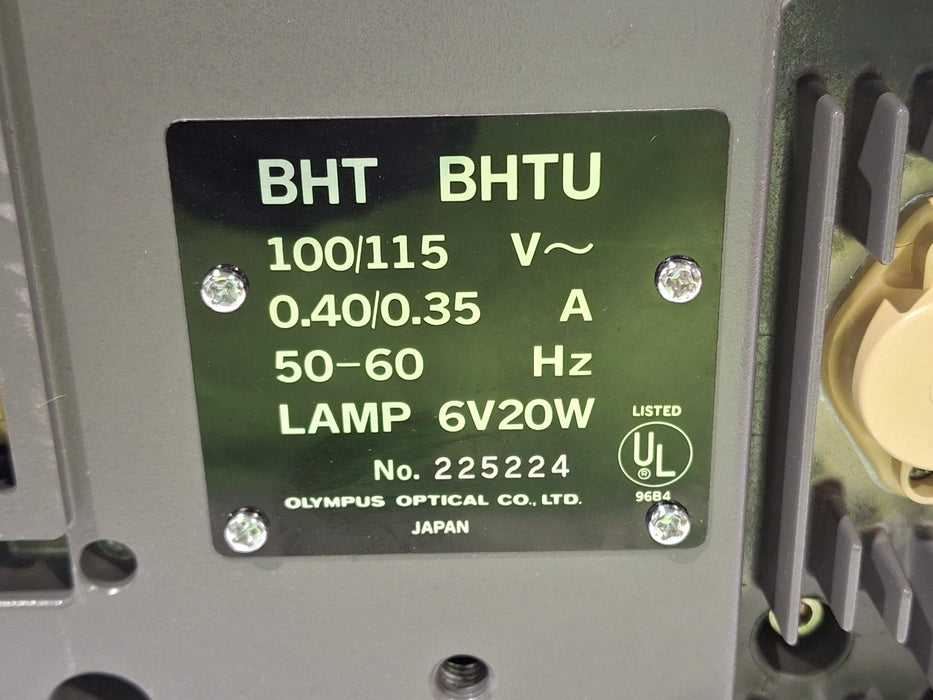 BHT BHTU
100/115 V～
0.40/0.35 A
50-60 Hz
LAMP 6V20W
LISTED
UL
®
No. 225224
96B4
OLYMPUS OPTICAL CO., LTD.
JAPAN